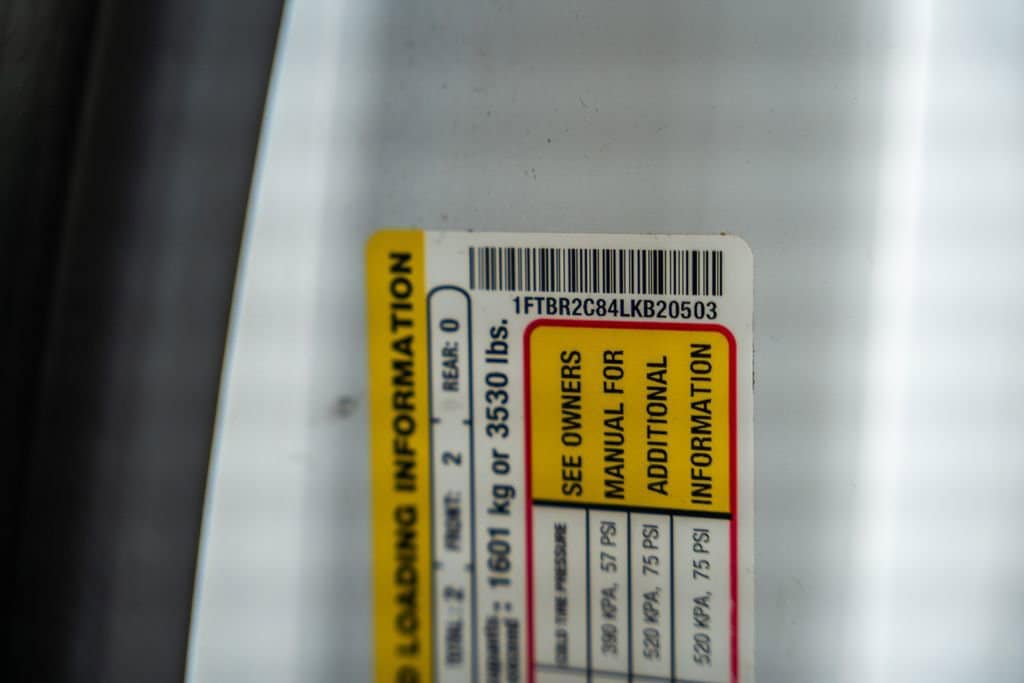 1FTBR2C84LKB20503
LOADING INFORMATION
TOTAL: 2 FRONT: 2 REAR: 0
1601 kg or 3530 lbs.
COLD TIRE PRESSURE
390 KPA, 57 PSI
520 KPA, 75 PSI
520 KPA, 75 PSI
SEE OWNERS
MANUAL FOR
ADDITIONAL
INFORMATION